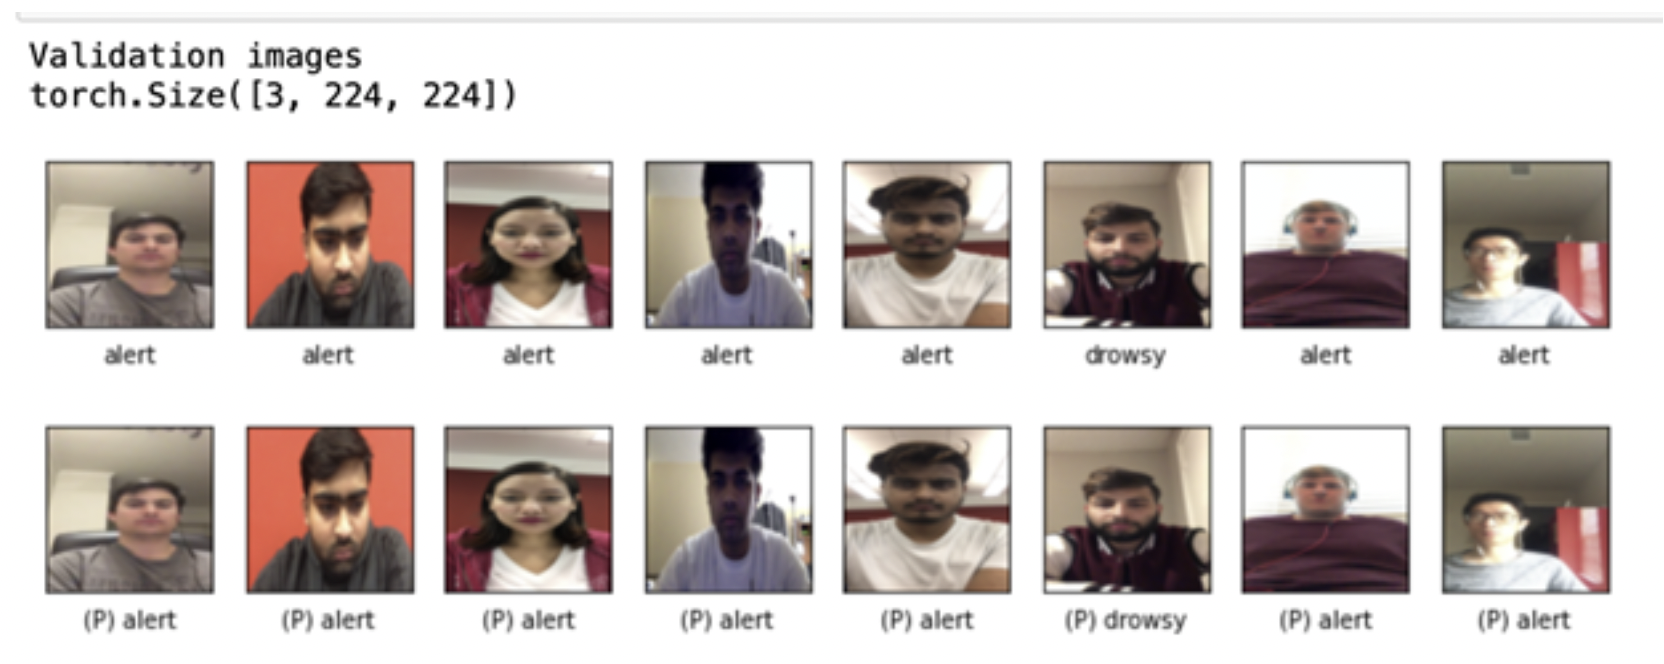 Validation images
torch.Size([3, 224, 224])
alert alert alert alert alert drowsy alert alert
(P) alert (P) alert (P) alert (P) alert (P) alert (P) drowsy (P) alert (P) alert